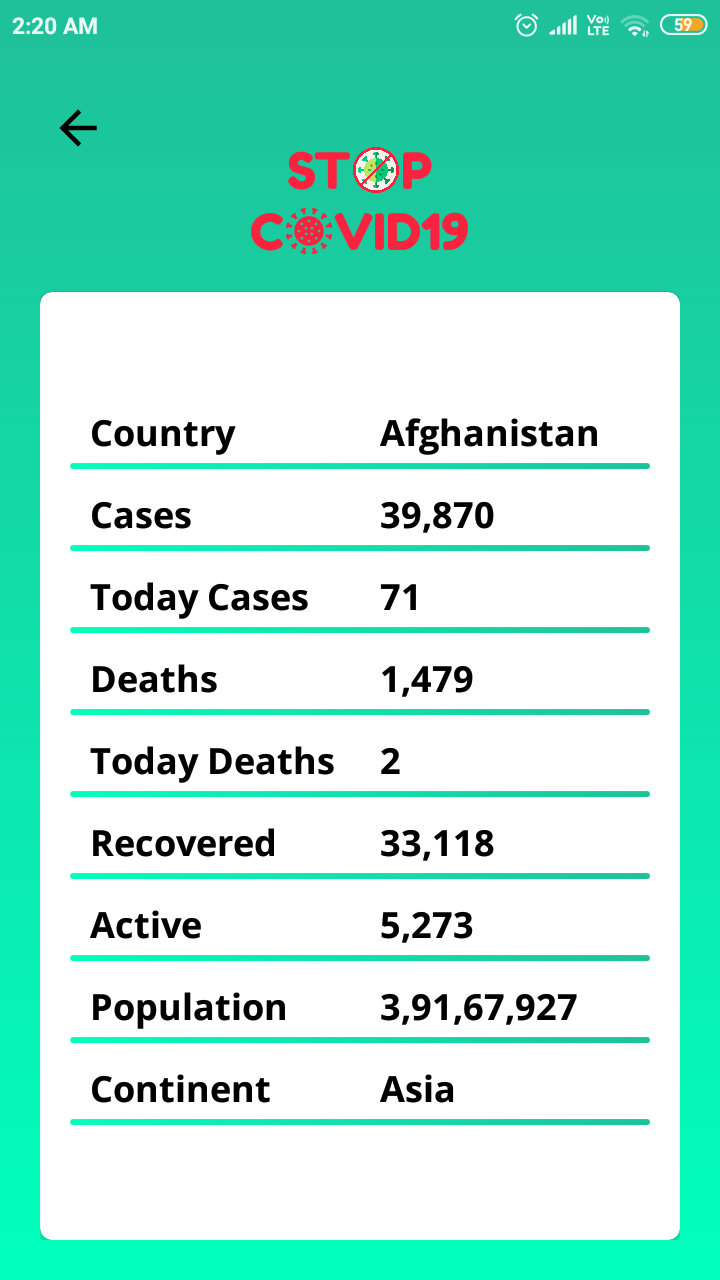 2:20 AM Vo)) LTE 59
STOP
COVID19
Country Afghanistan
Cases 39,870
Today Cases 71
Deaths 1,479
Today Deaths 2
Recovered 33,118
Active 5,273
Population 3,91,67,927
Continent Asia